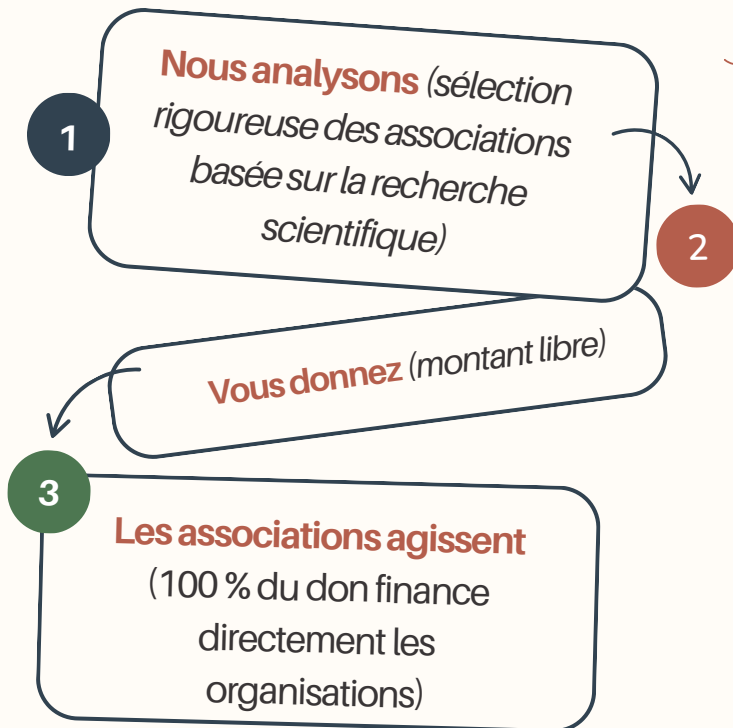 1
Nous analysons (sélection
rigoureuse des associations
basée sur la recherche
scientifique)
2
Vous donnez (montant libre)
3
Les associations agissent
(100 % du don finance
directement les
organisations)